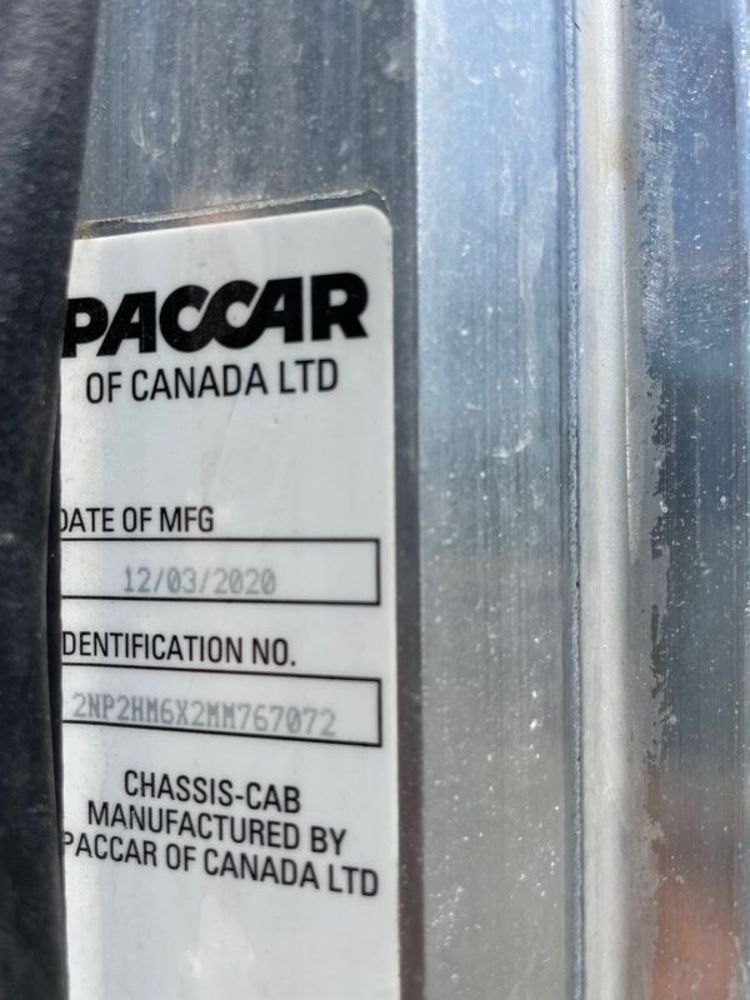 PACCAR
OF CANADA LTD
DATE OF MFG
12/03/2020
IDENTIFICATION NO.
2NP2HM6X2MM767072
CHASSIS-CAB
MANUFACTURED BY
PACCAR OF CANADA LTD